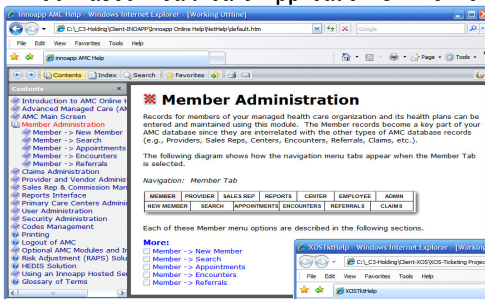 innoapp AMC Help - Windows Internet Explorer - [Working Offline]
C:\_C3-Holding\Client-INOAPP\Innoapp Online Help\NetHelp\default.htm
Google
File Edit View Favorites Tools Help
innoapp AMC Help
Page Tools
Contents Index Search Favorites
Contents
Introduction to AMC Online H
Advanced Managed Care (AM
AMC Main Screen
Member Administration
Member -> New Member
Member -> Search
Member -> Appointments
Member -> Encounters
Member -> Referrals
Claims Administration
Provider and Vendor Adminis
Sales Rep & Commission Man
Reports Interface
Primary Care Centers Adminis
User Administration
Security Administration
Codes Management
Printing
Logout of AMC
Optional AMC Modules and In
Risk Adjustment (RAPS) Solu
HEDIS Solution
Using an Innoapp Hosted Ser
Glossary of Terms
Member Administration
Records for members of your managed health care organization and its health plans can be
entered and maintained using this module. The Member records become a key part of your
AMC database since they are interrelated with the other types of AMC database records
(e.g., Providers, Sales Reps, Centers, Encounters, Referrals, Claims, etc.).
The following diagram shows how the navigation menu tabs appear when the Member Tab
is selected.
Navigation: Member Tab
MEMBER PROVIDER SALES REP REPORTS CENTER EMPLOYEE ADMIN
NEW MEMBER SEARCH APPOINTMENTS ENCOUNTERS REFERRALS CLAIMS
Each of these Member menu options are described in the following sections.
More:
Member -> New Member
Member -> Search
Member -> Appointments
Member -> Encounters
Member -> Referrals
XOSTktHelp - Windows Internet Explorer - [Working
C:\_C3-Holding\Client-XOS\XOS-Ticketing Projec
File Edit View Favorites Tools Help
XOSTktHelp